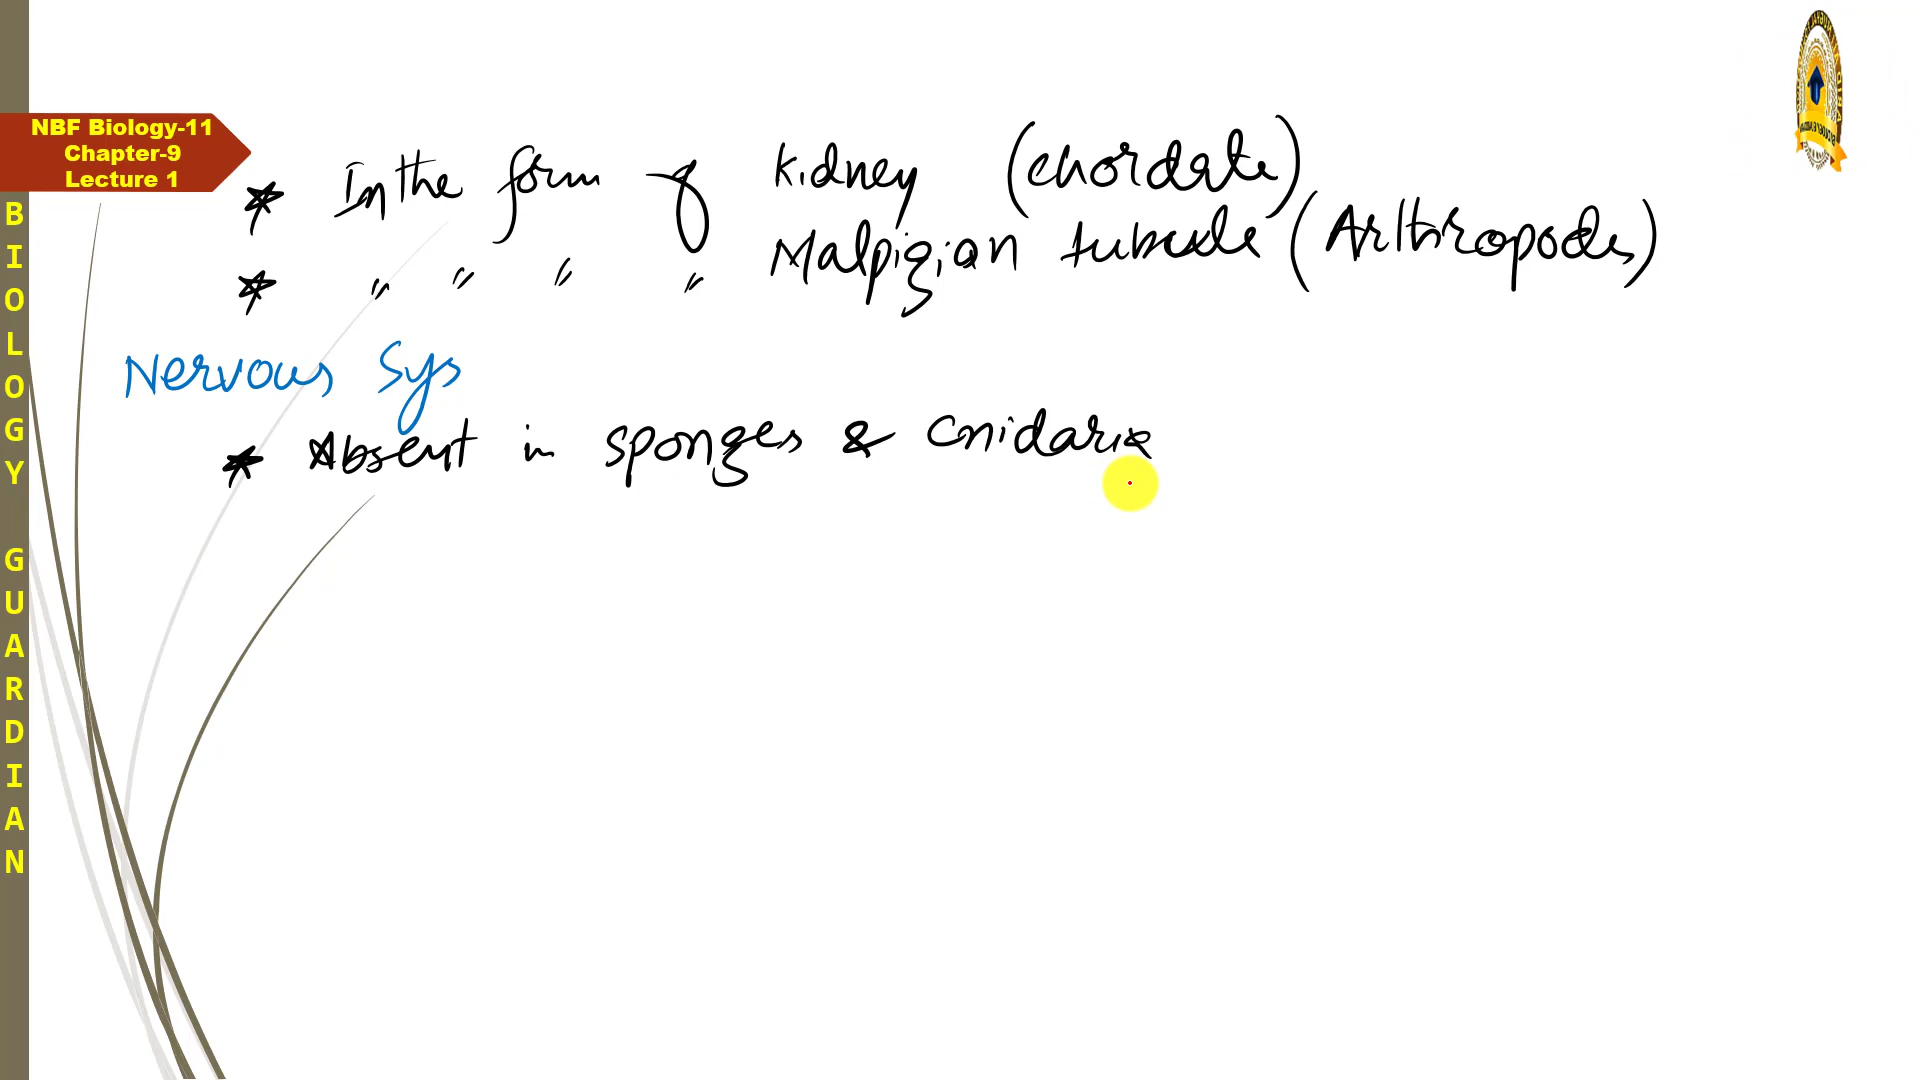 NBF Biology-11
Chapter-9
Lecture 1
* In the form of kidney (chordate)
* " " " " Malpigian tubule (Arthropods)
Nervous Sys
* Absent in sponges & cnidaria
BIOLOGY GUARDIAN